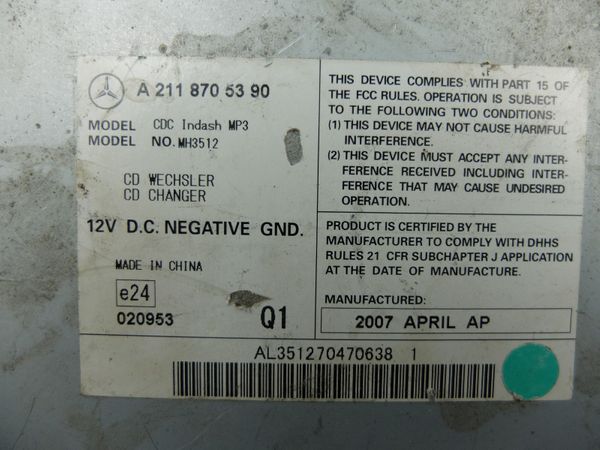 A 211 870 53 90
MODEL CDC Indash MP3
MODEL NO. MH3512
CD WECHSLER
CD CHANGER
12V D.C. NEGATIVE GND.
MADE IN CHINA
e24
020953 Q1
THIS DEVICE COMPLIES WITH PART 15 OF
THE FCC RULES. OPERATION IS SUBJECT
TO THE FOLLOWING TWO CONDITIONS:
(1) THIS DEVICE MAY NOT CAUSE HARMFUL
INTERFERENCE.
(2) THIS DEVICE MUST ACCEPT ANY INTER-
FERENCE RECEIVED INCLUDING INTER-
FERENCE THAT MAY CAUSE UNDESIRED
OPERATION.
PRODUCT IS CERTIFIED BY THE
MANUFACTURER TO COMPLY WITH DHHS
RULES 21 CFR SUBCHAPTER J APPLICATION
AT THE DATE OF MANUFACTURE.
MANUFACTURED:
2007 APRIL AP
AL351270470638 1